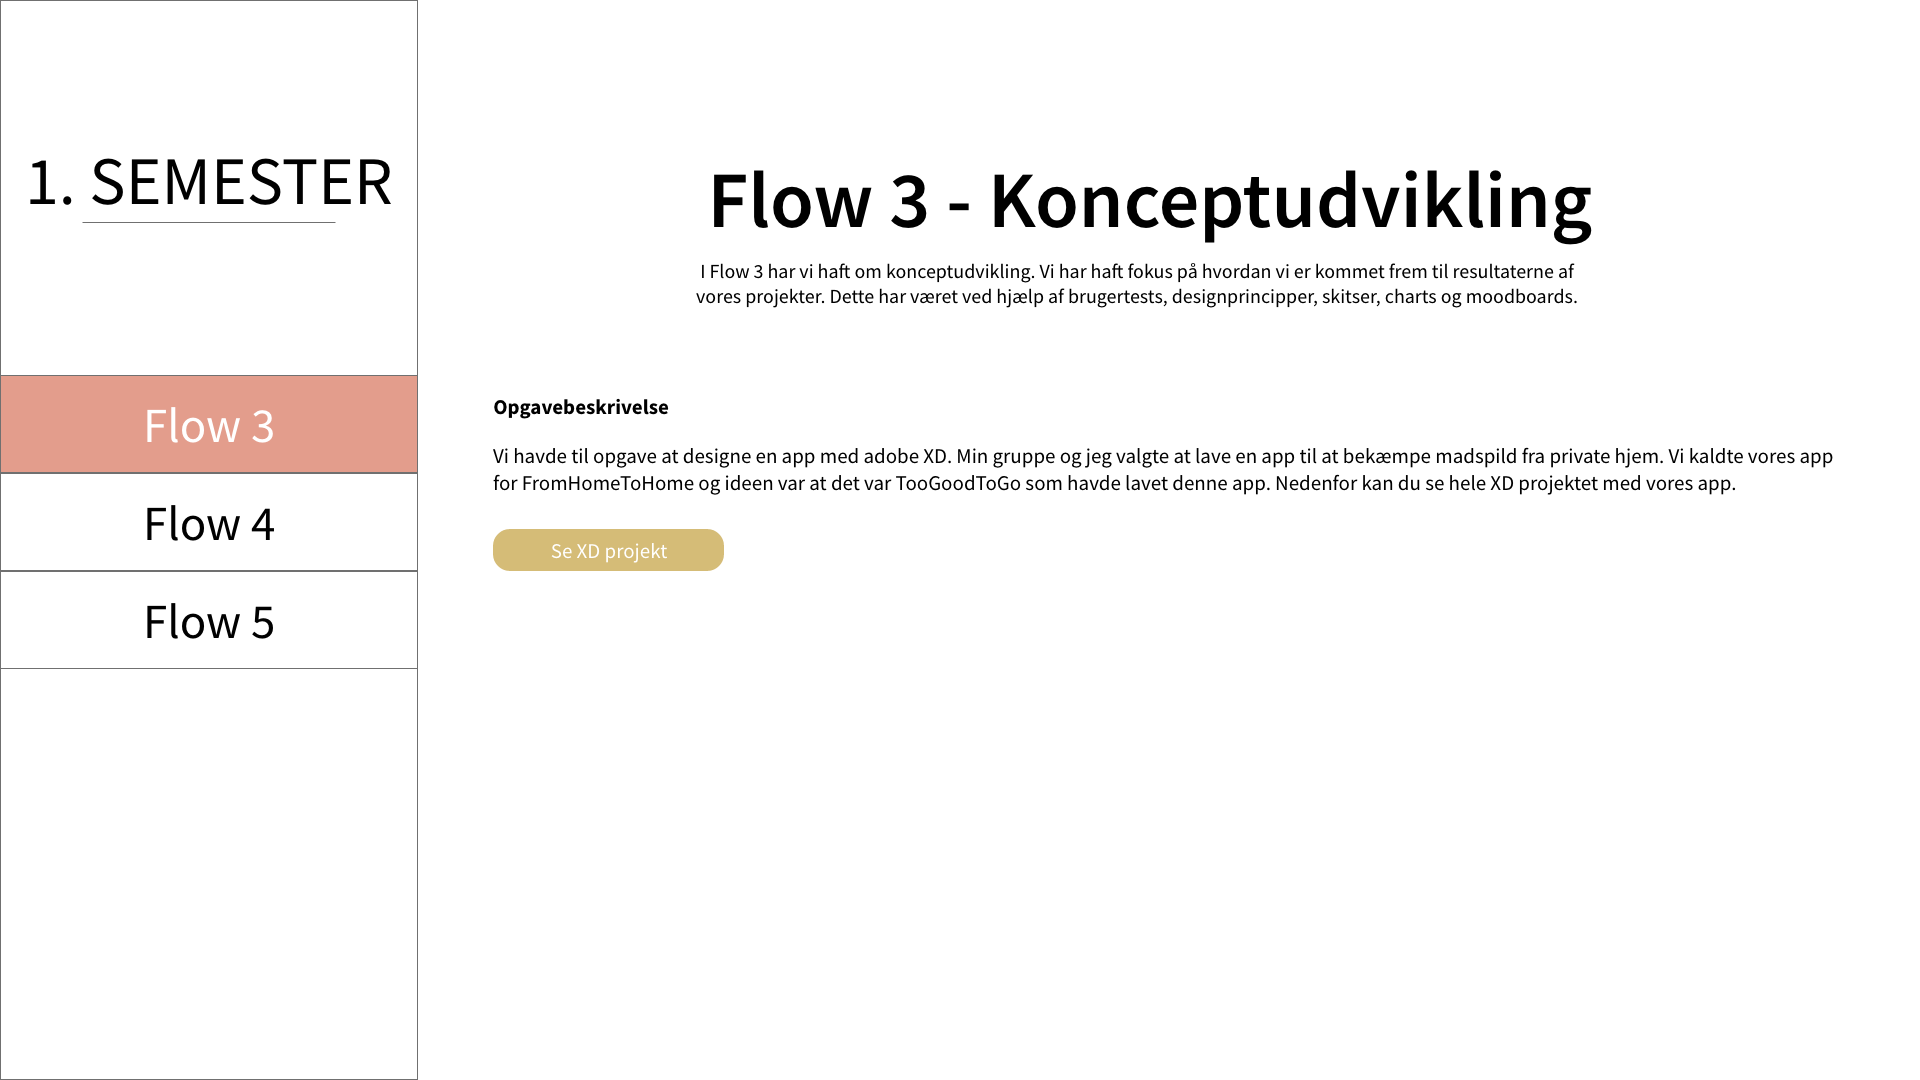 1. SEMESTER
Flow 3
Flow 4
Flow 5
Flow 3 - Konceptudvikling
I Flow 3 har vi haft om konceptudvikling. Vi har haft fokus på hvordan vi er kommet frem til resultaterne af
vores projekter. Dette har været ved hjælp af brugertests, designprincipper, skitser, charts og moodboards.
Opgavebeskrivelse
Vi havde til opgave at designe en app med adobe XD. Min gruppe og jeg valgte at lave en app til at bekæmpe madspild fra private hjem. Vi kaldte vores app
for FromHomeToHome og ideen var at det var TooGoodToGo som havde lavet denne app. Nedenfor kan du se hele XD projektet med vores app.
Se XD projekt